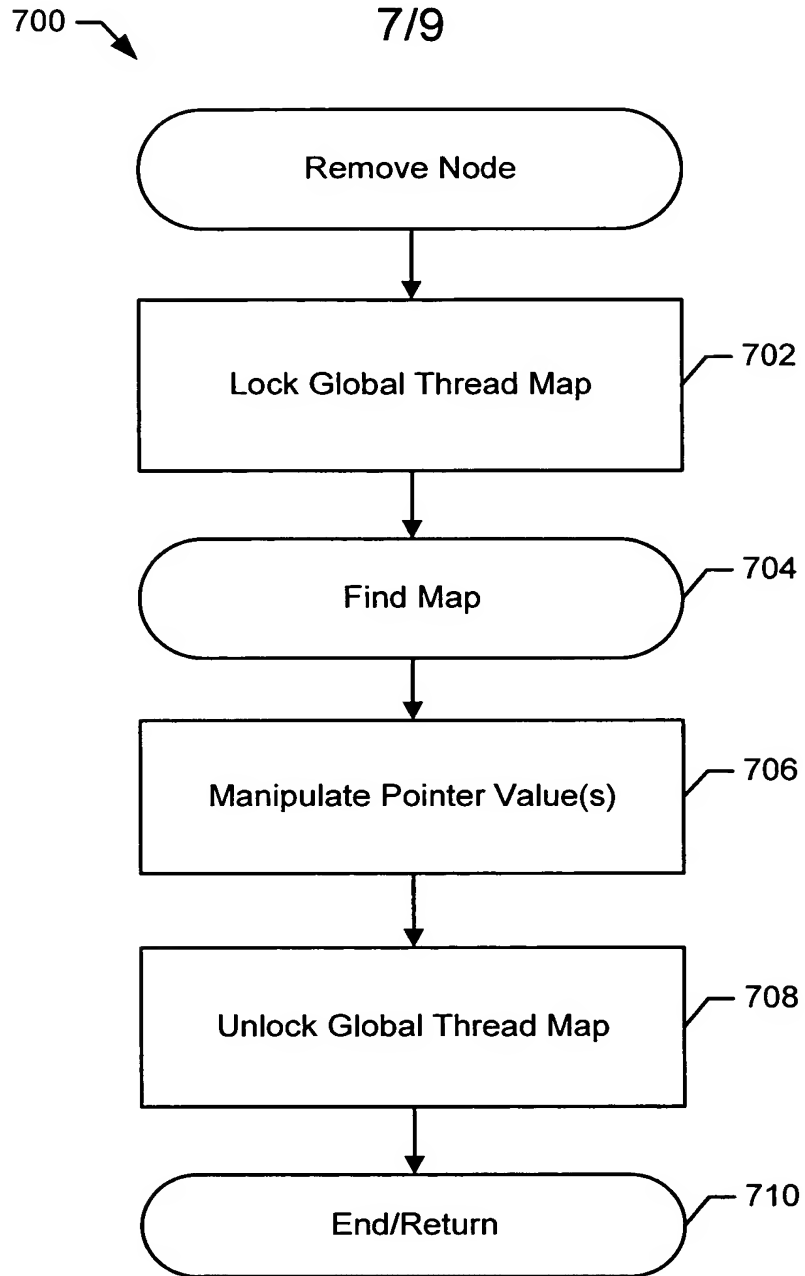 700
7/9
Remove Node
Lock Global Thread Map
702
Find Map
704
Manipulate Pointer Value(s)
706
Unlock Global Thread Map
708
End/Return
710